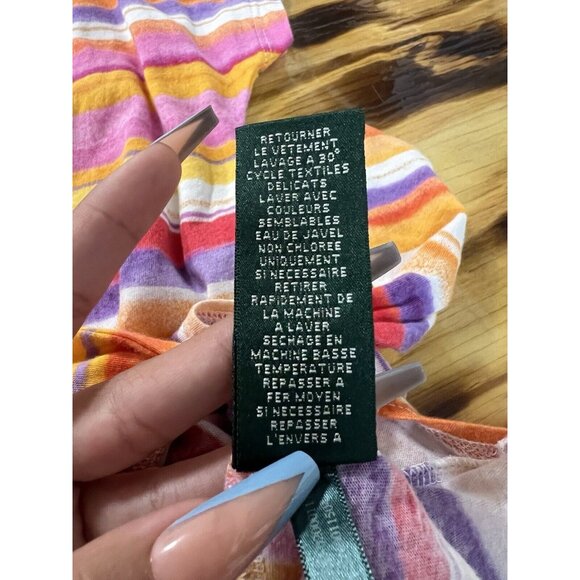 RETOURNER
LE VETEMENT
LAVAGE A 30°
CYCLE TEXTILES
DELICATS
LAVER AVEC
COULEURS
SEMBLABLES
EAU DE JAVEL
NON CHLOREE
UNIQUEMENT
SI NECESSAIRE
RETIRER
RAPIDEMENT DE
LA MACHINE
A LAVER
SECHAGE EN
MACHINE BASSE
TEMPERATURE
REPASSER A
FER MOYEN
SI NECESSAIRE
REPASSER
L'ENVERS A